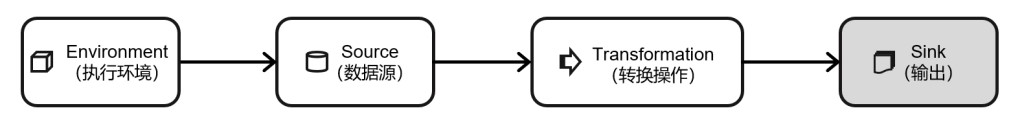 Environment
（执行环境）
Source
（数据源）
Transformation
（转换操作）
Sink
（输出）